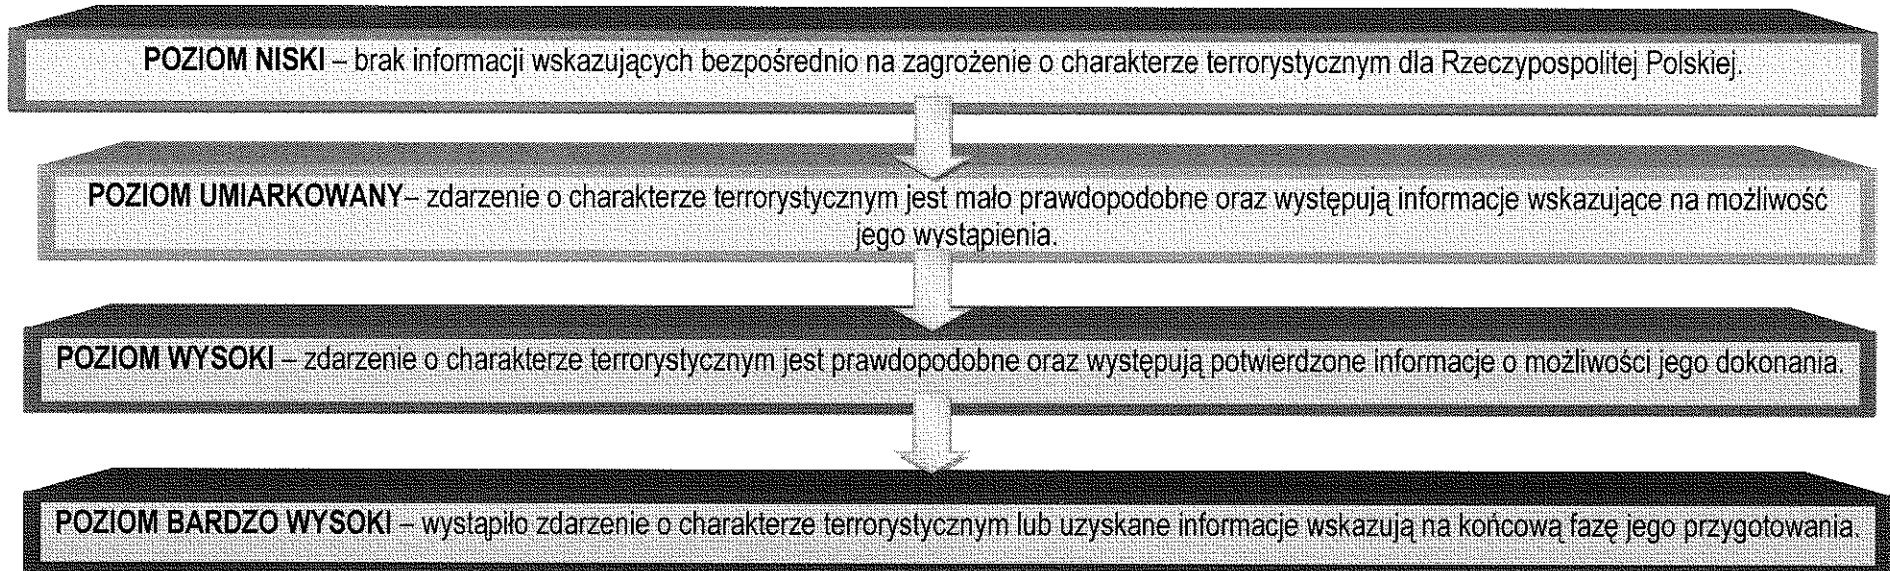 POZIOM NISKI – brak informacji wskazujących bezpośrednio na zagrożenie o charakterze terrorystycznym dla Rzeczypospolitej Polskiej.
POZIOM UMIARKOWANY– zdarzenie o charakterze terrorystycznym jest mało prawdopodobne oraz występują informacje wskazujące na możliwość
jego wystąpienia.
POZIOM WYSOKI – zdarzenie o charakterze terrorystycznym jest prawdopodobne oraz występują potwierdzone informacje o możliwości jego dokonania.
POZIOM BARDZO WYSOKI – wystąpiło zdarzenie o charakterze terrorystycznym lub uzyskane informacje wskazują na końcową fazę jego przygotowania.